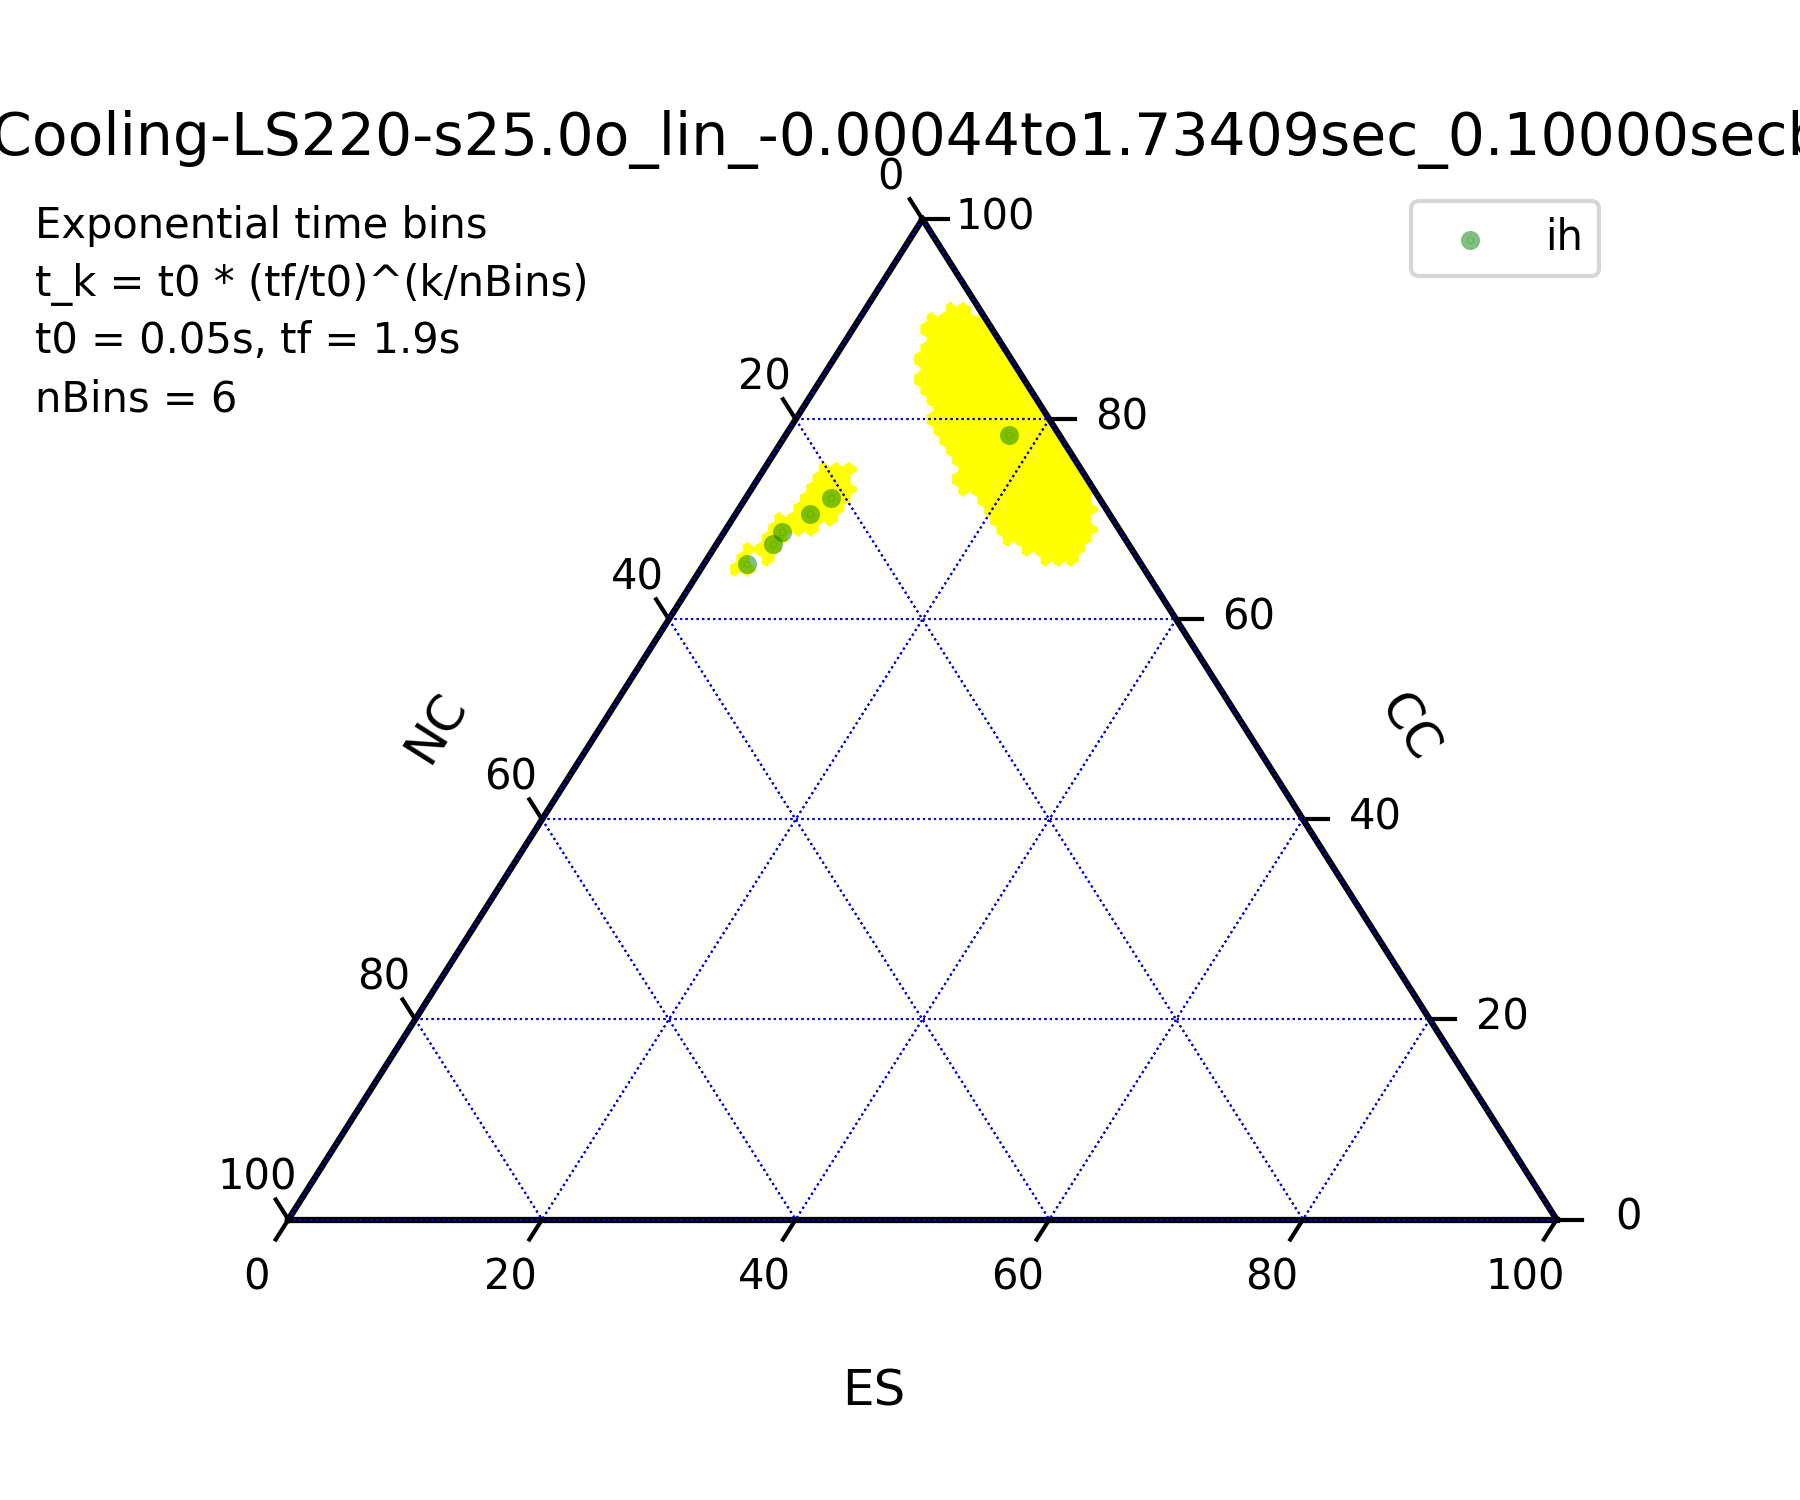 Cooling-LS220-s25.0o_lin_-0.00044to1.73409sec_0.10000sec
Exponential time bins
t_k = t0 * (tf/t0)^(k/nBins)
t0 = 0.05s, tf = 1.9s
nBins = 6
ih
0
100
20
80
40
60
NC
CC
60
40
80
20
100
0
0
20
40
60
80
100
ES